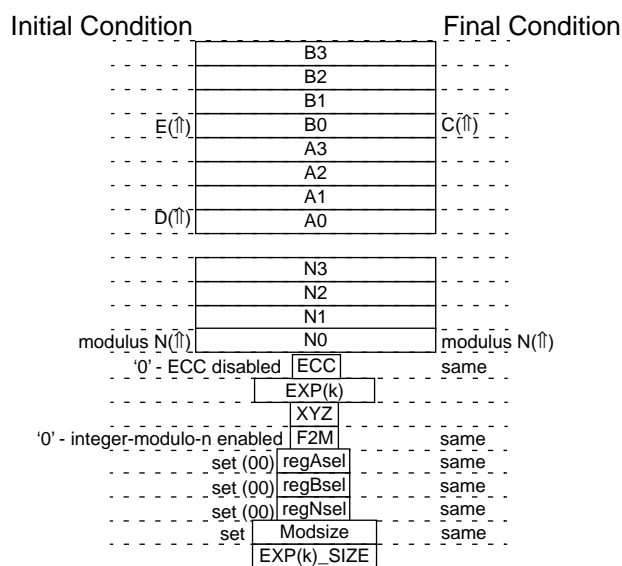 Initial Condition Final Condition
B3
B2
B1
E(⇑) B0 C(⇑)
A3
A2
A1
D(⇑) A0
N3
N2
N1
modulus N(⇑) N0 modulus N(⇑)
‘0’ - ECC disabled ECC same
EXP(k)
XYZ
‘0’ - integer-modulo-n enabled F2M same
set (00) regAsel same
set (00) regBsel same
set (00) regNsel same
set Modsize same
EXP(k)_SIZE